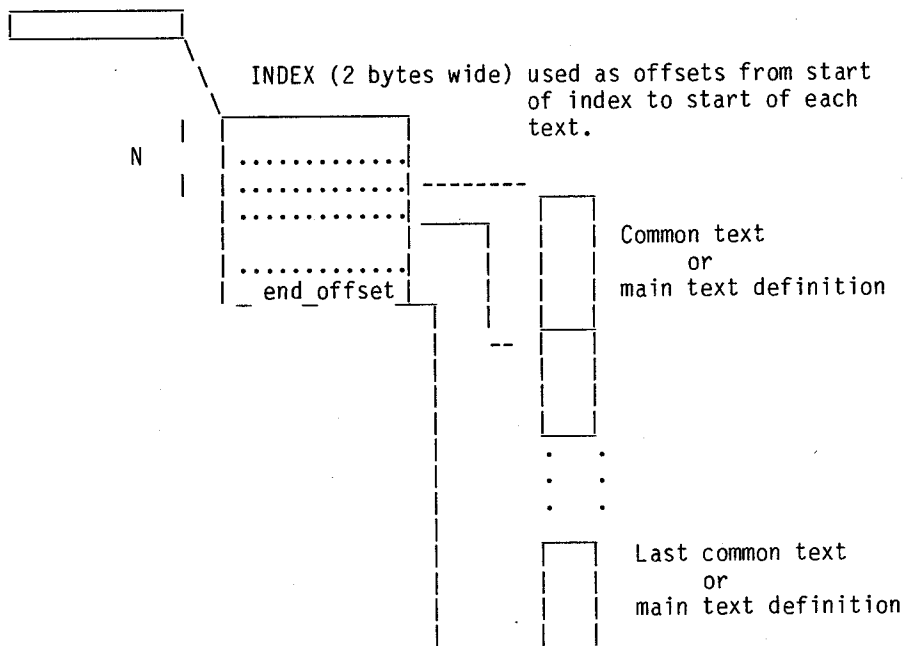 INDEX (2 bytes wide) used as offsets from start
of index to start of each
text.
N
Common text
or
main text definition
end_offset
Last common text
or
main text definition